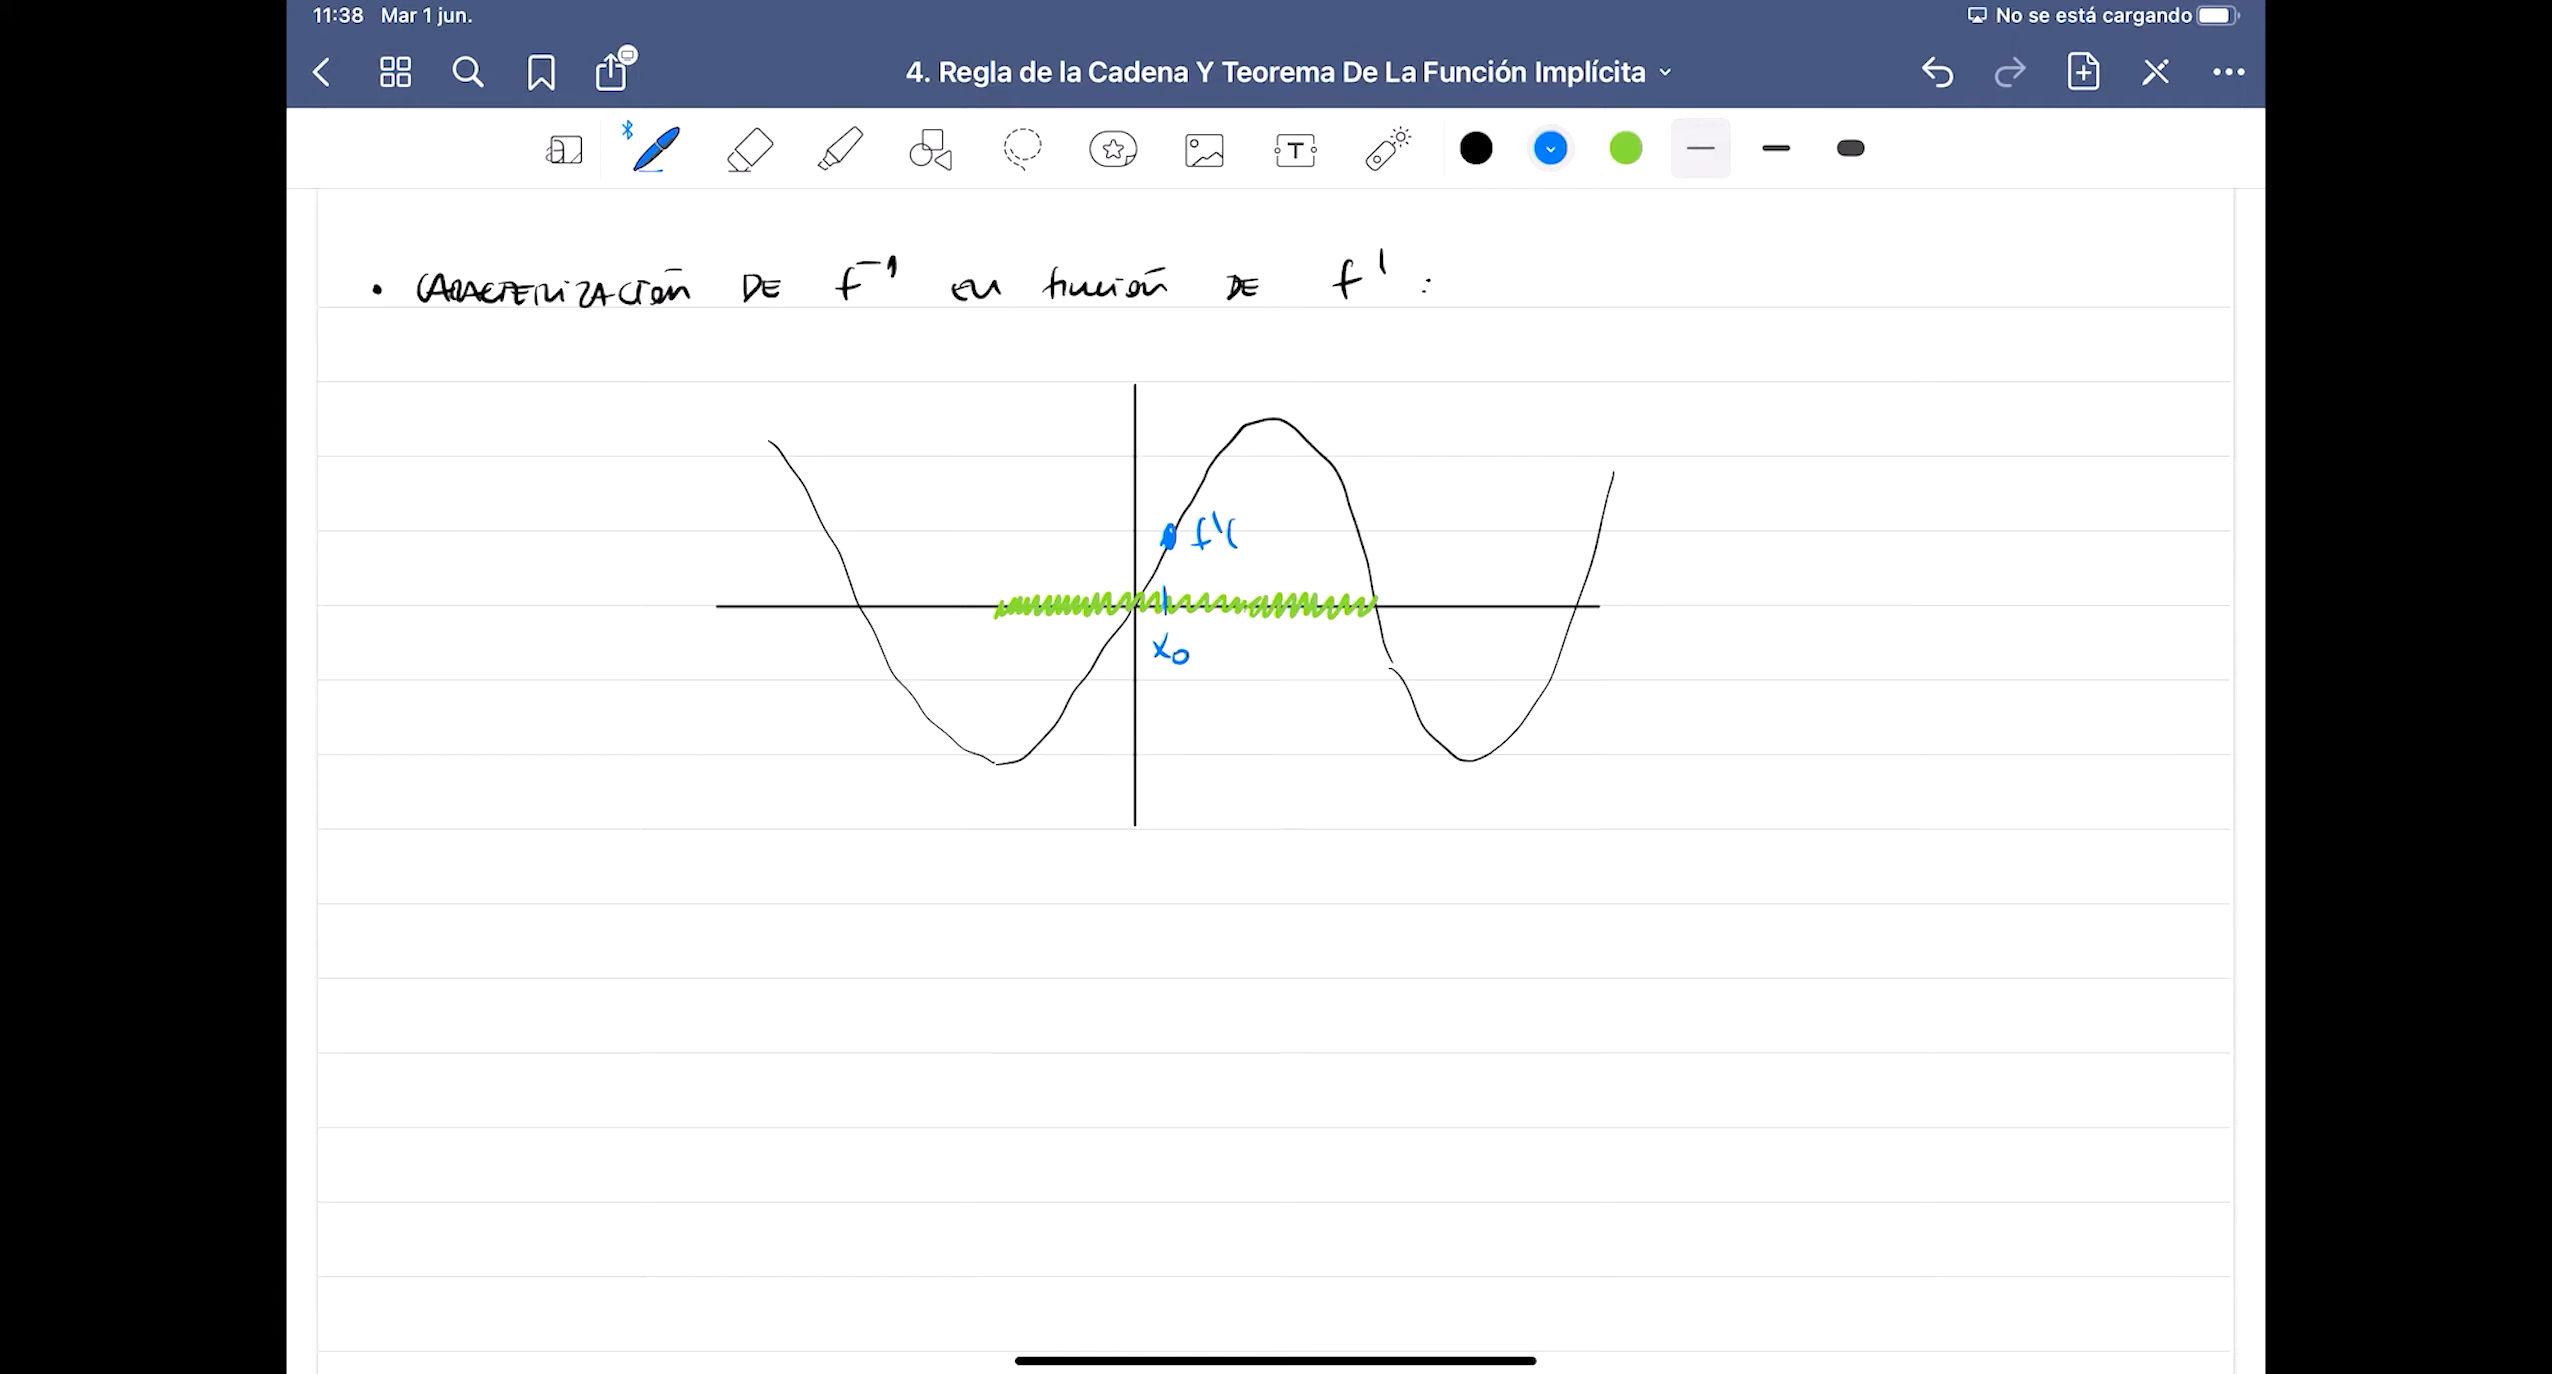 11:38 Mar 1 jun. No se está cargando
4. Regla de la Cadena Y Teorema De La Función Implícita
T
• CARACTERIZACIÓN DE f⁻¹ en función DE f' :
f'(
x₀